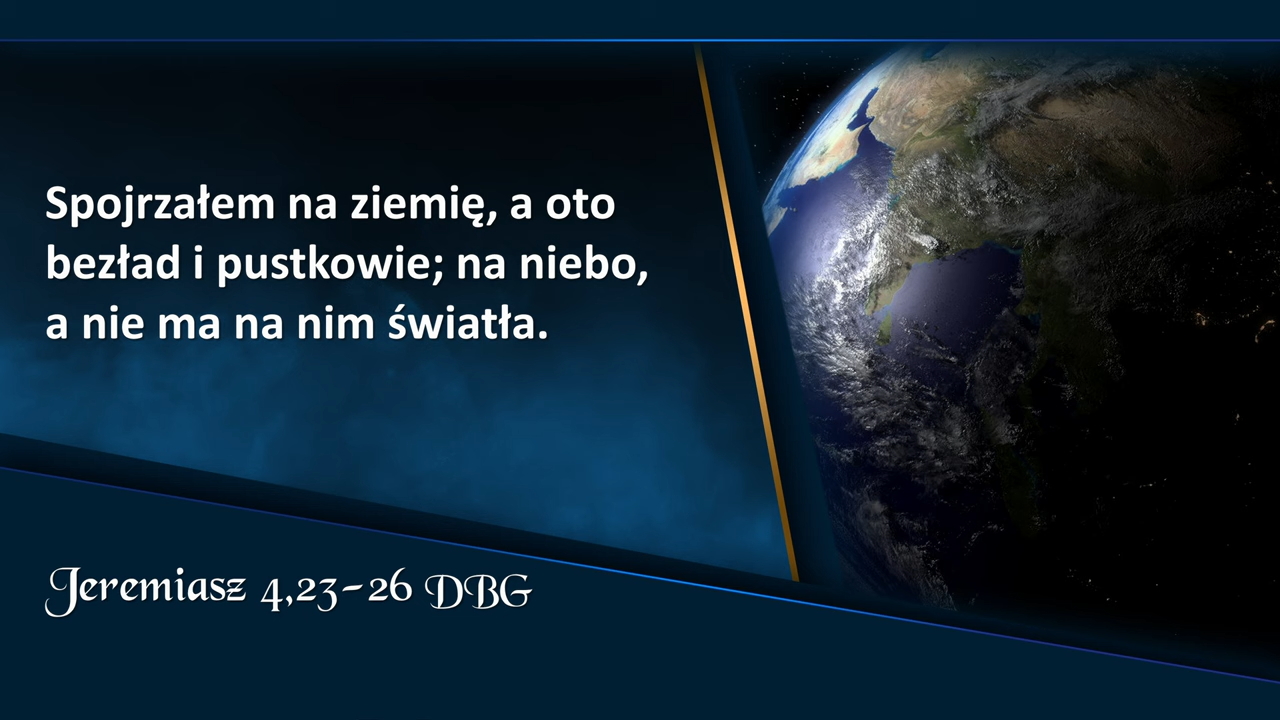 Spojrzałem na ziemię, a oto
bezład i pustkowie; na niebo,
a nie ma na nim światła.
Jeremiasz 4,23-26 DBG